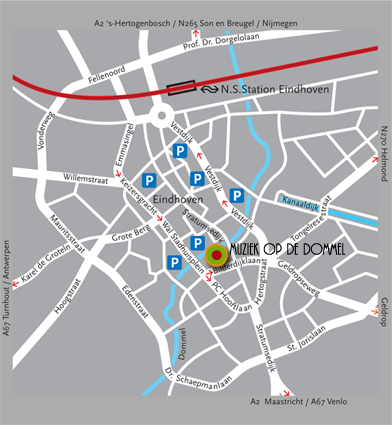 A2 's-Hertogenbosch / N265 Son en Breugel / Nijmegen
Prof. Dr. Dorgelolaan
Fellenoord
N.S.Station Eindhoven
Vonderweg
Emmasingel
Vestdijk
Vestdijk
N270 Helmond
P
P
P
P
Willemstraat
Keizersgracht
Eindhoven
Vestdijk
Kanaaldijk
Mauritsstraat
Grote Berg
Wal
Stadhuisplein
Stratumsedijk
P
P
MUZIEK OP DE DOMMEL
Tongelresestraat
Bilderdijklaan
Karel de Groteln
A67 Turnhout / Antwerpen
Hoogstraat
Edenstraat
PC Hooftlaan
Hertogstraat
Geldropseweg
Geldrop
Dommel
Stratumsedijk
St. Jorislaan
Dr. Schaepmanlaan
A2 Maastricht / A67 Venlo